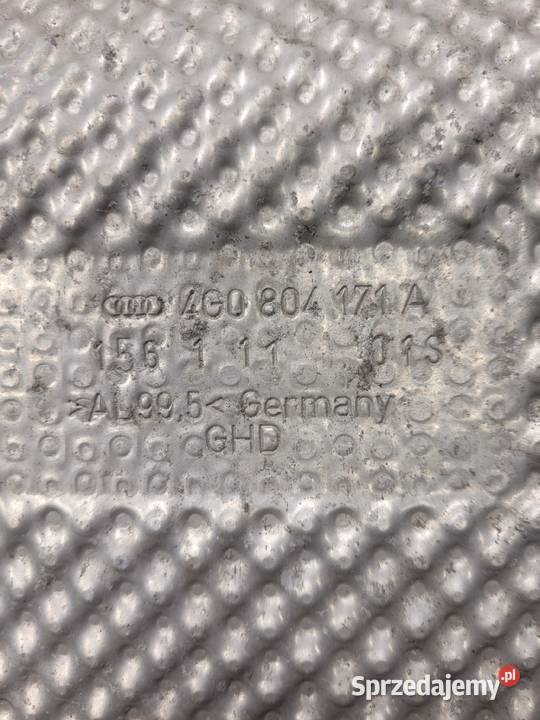 4G0 804 171 A
156 1 11 01S
>AL99,5< Germany
GHD
Sprzedajemy.pl